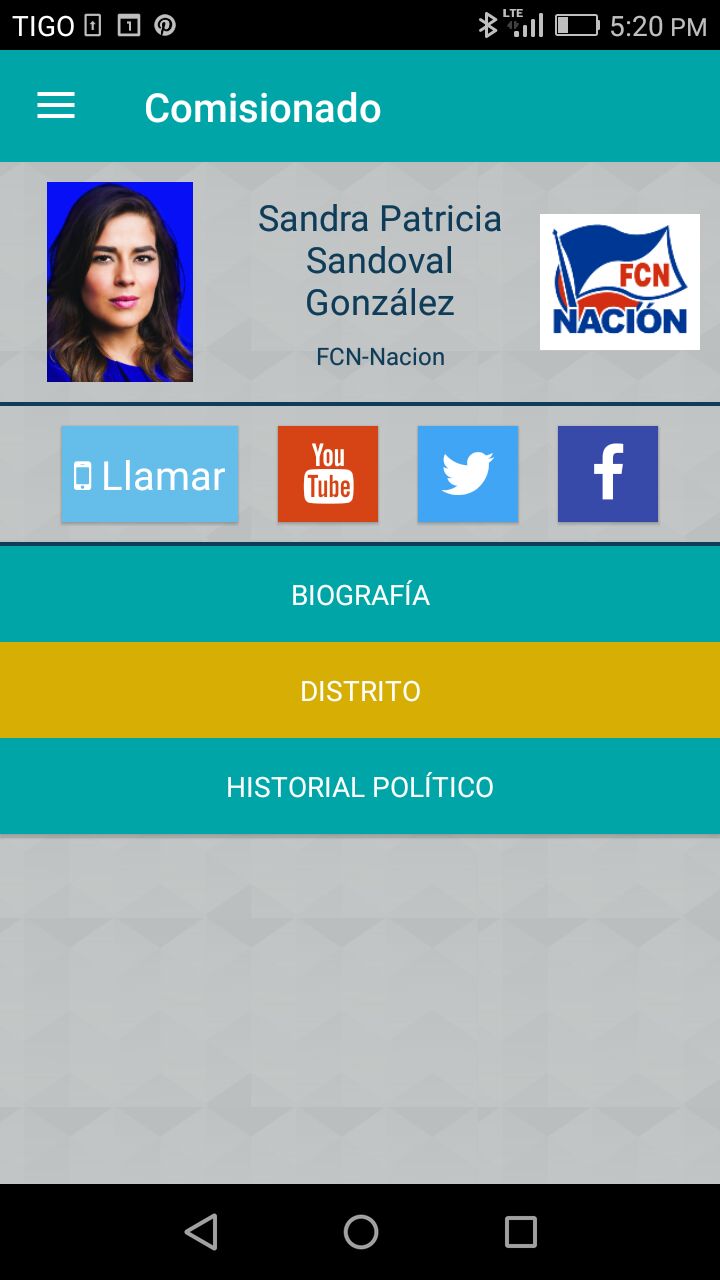 TIGO 1 LTE 5:20 PM
Comisionado
Sandra Patricia
Sandoval
González
FCN-Nacion
FCN
NACIÓN
Llamar
You
Tube
BIOGRAFÍA
DISTRITO
HISTORIAL POLÍTICO